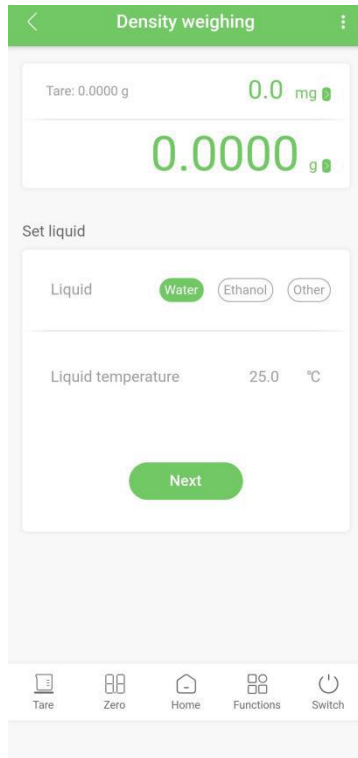 Density weighing
Tare: 0.0000 g 0.0 mg
0.0000 g
Set liquid
Liquid Water Ethanol Other
Liquid temperature 25.0 ℃
Next
Tare Zero Home Functions Switch